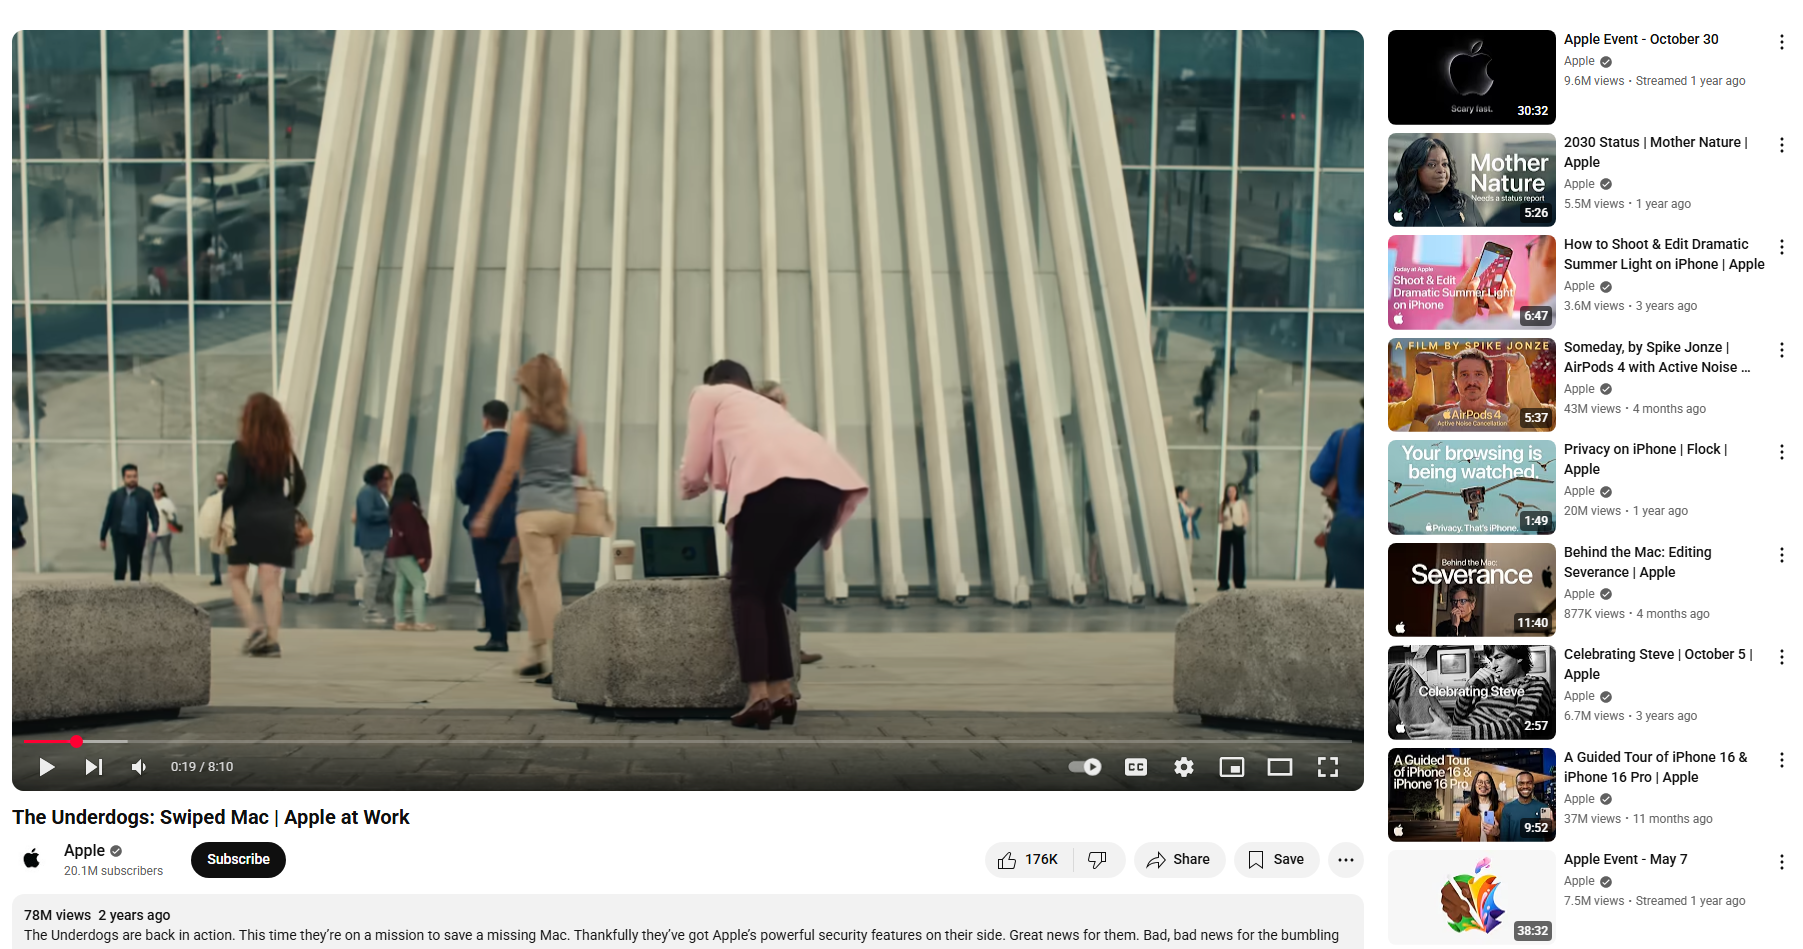 0:19 / 8:10
CC
The Underdogs: Swiped Mac | Apple at Work
Apple
20.1M subscribers
Subscribe
176K
Share
Save
78M views 2 years ago
The Underdogs are back in action. This time they're on a mission to save a missing Mac. Thankfully they've got Apple's powerful security features on their side. Great news for them. Bad, bad news for the bumbling
Scary fast.
30:32
Apple Event - October 30
Apple
9.6M views • Streamed 1 year ago
Mother
Nature
Needs a status report
5:26
2030 Status | Mother Nature |
Apple
Apple
5.5M views • 1 year ago
Today at Apple
Shoot & Edit
Dramatic Summer Light
on iPhone
6:47
How to Shoot & Edit Dramatic
Summer Light on iPhone | Apple
Apple
3.6M views • 3 years ago
A FILM BY SPIKE JONZE
AirPods 4
Active Noise Cancellation
5:37
Someday, by Spike Jonze |
AirPods 4 with Active Noise ...
Apple
43M views • 4 months ago
Your browsing is
being watched.
Privacy. That's iPhone.
1:49
Privacy on iPhone | Flock |
Apple
Apple
20M views • 1 year ago
Behind the Mac:
Severance
11:40
Behind the Mac: Editing
Severance | Apple
Apple
877K views • 4 months ago
Celebrating Steve
2:57
Celebrating Steve | October 5 |
Apple
Apple
6.7M views • 3 years ago
A Guided Tour
of iPhone 16 &
iPhone 16 Pro
9:52
A Guided Tour of iPhone 16 &
iPhone 16 Pro | Apple
Apple
37M views • 11 months ago
38:32
Apple Event - May 7
Apple
7.5M views • Streamed 1 year ago